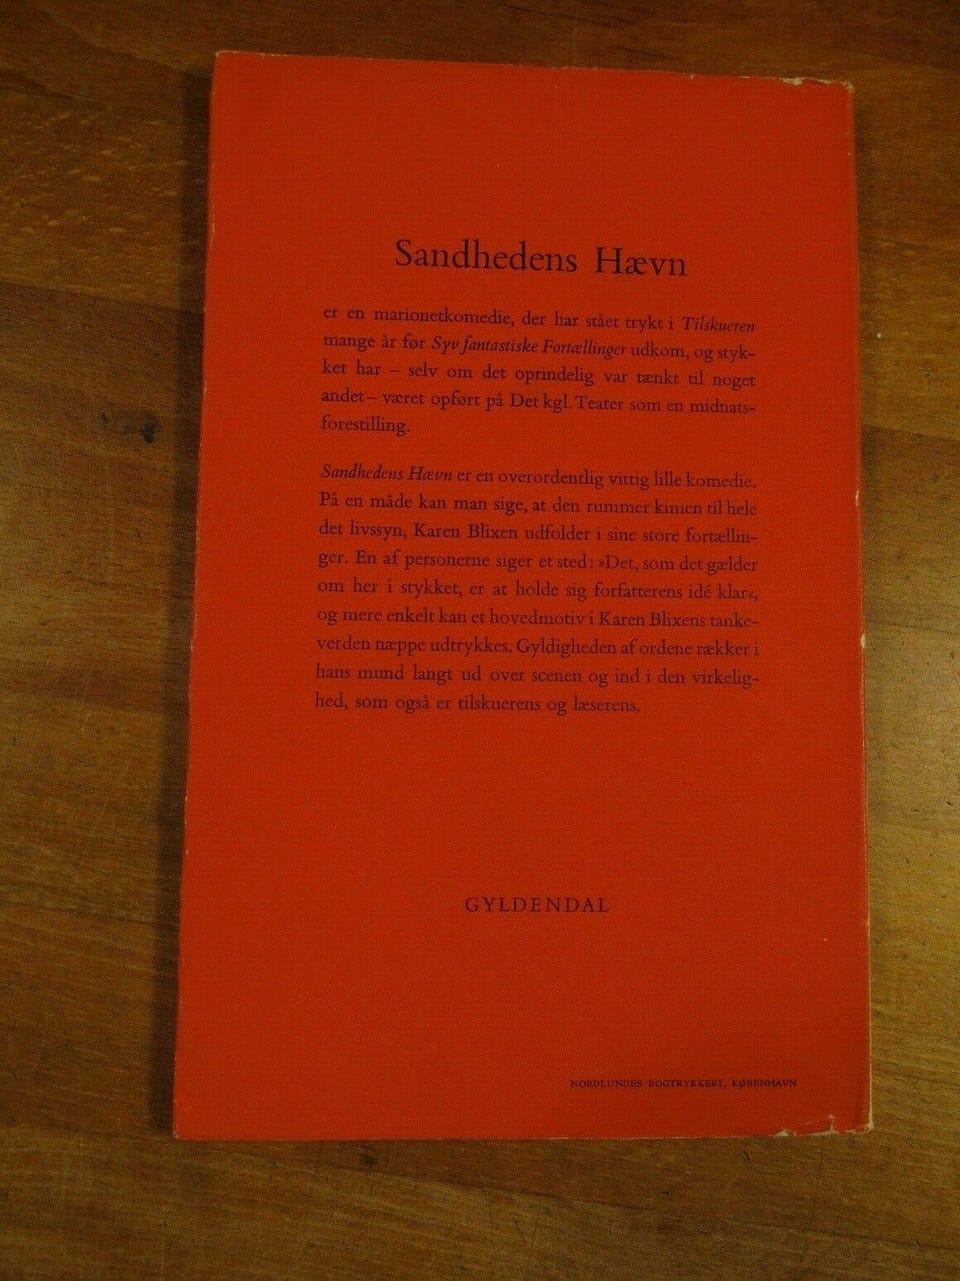 Sandhedens Hævn
er en marionetkomedie, der har stået trykt i Tilskueren
mange år før Syv fantastiske Fortællinger udkom, og styk-
ket har – selv om det oprindelig var tænkt til noget
andet – været opført på Det kgl. Teater som en midnats-
forestilling.
Sandhedens Hævn er en overordentlig vittig lille komedie.
På en måde kan man sige, at den rummer kimen til hele
det livssyn, Karen Blixen udfolder i sine store fortællin-
ger. En af personerne siger et sted: »Det, som det gælder
om her i stykket, er at holde sig forfatterens idé klar«,
og mere enkelt kan et hovedmotiv i Karen Blixens tanke-
verden næppe udtrykkes. Gyldigheden af ordene rækker i
hans mund langt ud over scenen og ind i den virkelig-
hed, som også er tilskuerens og læserens.
GYLDENDAL
NORDLUNDES BOGTRYKKERI, KØBENHAVN